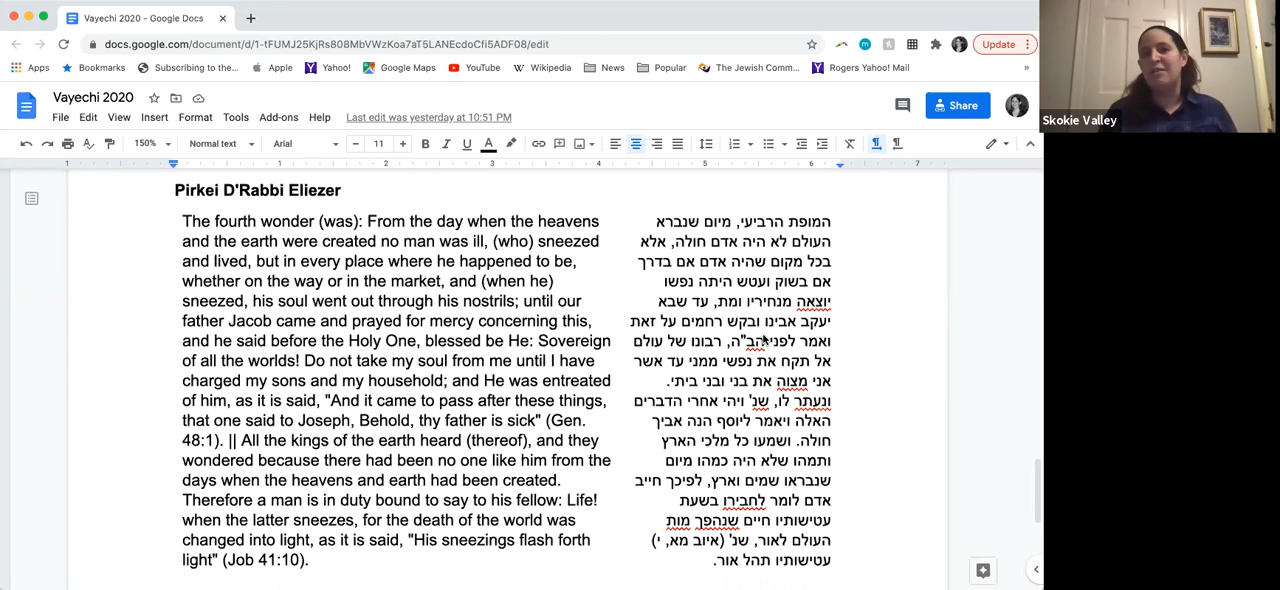 Vayechi 2020 - Google Docs
docs.google.com/document/d/1-tFUMJ25KjRs808MbVWzKoa7aT5LANEcdoCfi5ADF08/edit
Update
Apps
Bookmarks
Subscribing to the...
Apple
Yahoo!
Google Maps
YouTube
Wikipedia
News
Popular
The Jewish Comm...
Rogers Yahoo! Mail
»
Skokie Valley
Vayechi 2020
File Edit View Insert Format Tools Add-ons Help Last edit was yesterday at 10:51 PM
Share
150% Normal text Arial 11 B I U A
1 1 2 3 4 5 6 7
Pirkei D'Rabbi Eliezer
The fourth wonder (was): From the day when the heavens
and the earth were created no man was ill, (who) sneezed
and lived, but in every place where he happened to be,
whether on the way or in the market, and (when he)
sneezed, his soul went out through his nostrils; until our
father Jacob came and prayed for mercy concerning this,
and he said before the Holy One, blessed be He: Sovereign
of all the worlds! Do not take my soul from me until I have
charged my sons and my household; and He was entreated
of him, as it is said, "And it came to pass after these things,
that one said to Joseph, Behold, thy father is sick" (Gen.
48:1). || All the kings of the earth heard (thereof), and they
wondered because there had been no one like him from the
days when the heavens and earth had been created.
Therefore a man is in duty bound to say to his fellow: Life!
when the latter sneezes, for the death of the world was
changed into light, as it is said, "His sneezings flash forth
light" (Job 41:10).
המופת הרביעי, מיום שנברא
העולם לא היה אדם חולה, אלא
בכל מקום שהיה אדם אם בדרך
אם בשוק ועטש היתה נפשו
יוצאה מנחיריו ומת, עד שבא
יעקב אבינו ובקש רחמים על זאת
ואמר לפני הב"ה, רבונו של עולם
אל תקח את נפשי ממני עד אשר
אני מצוה את בני ובני ביתי.
ונעתר לו, שנ' ויהי אחרי הדברים
האלה ויאמר ליוסף הנה אביך
חולה. ושמעו כל מלכי הארץ
ותמהו שלא היה כמהו מיום
שנבראו שמים וארץ, לפיכך חייב
אדם לומר לחבירו בשעת
עטישותיו חיים שנהפך מות
העולם לאור, שנ' (איוב מא, י)
עטישותיו תהל אור.